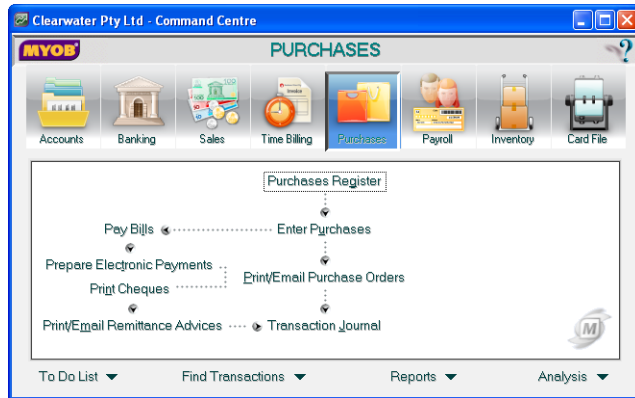 Clearwater Pty Ltd - Command Centre
MYOB
PURCHASES
?
Accounts Banking Sales Time Billing Purchases Payroll Inventory Card File
Purchases Register
Pay Bills Enter Purchases
Prepare Electronic Payments
Print/Email Purchase Orders
Print Cheques
Print/Email Remittance Advices Transaction Journal
M
To Do List Find Transactions Reports Analysis